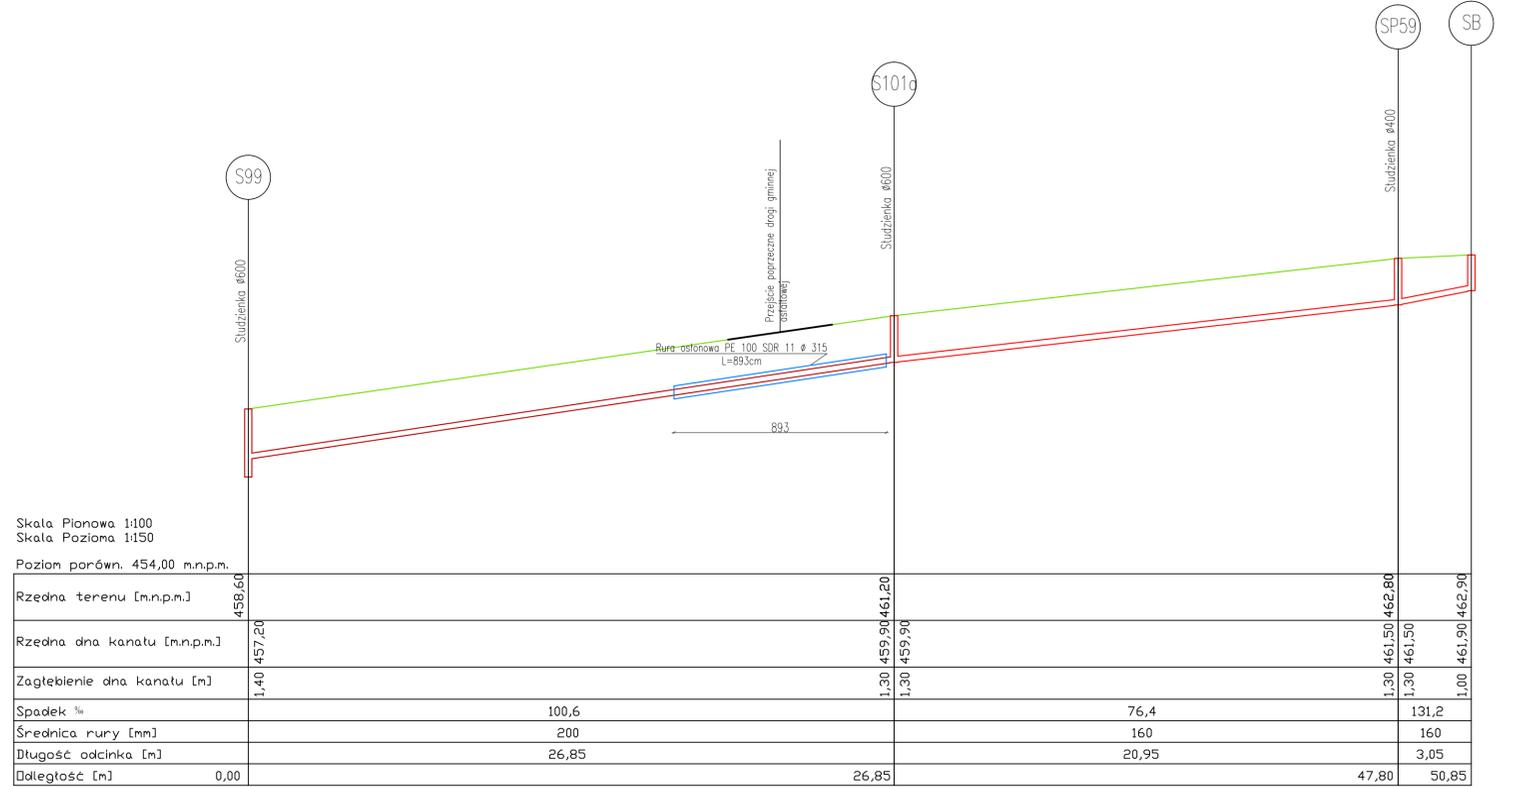 SP59
SB
S101a
S99
Studzienka ø400
Studzienka ø600
Przejście poprzeczne drogi gminnej
asfaltowej
Studzienka ø600
Rura osłonowa PE 100 SDR 11 ø 315
L=893cm
893
Skala Pionowa 1:100
Skala Pozioma 1:150
Poziom porówn. 454,00 m.n.p.m.
Rzędna terenu [m.n.p.m.] 458,60 461,20 462,80 462,90
Rzędna dna kanału [m.n.p.m.] 457,20 459,90 459,90 461,50 461,50 461,90
Zagłębienie dna kanału [m] 1,40 1,30 1,30 1,30 1,30 1,00
Spadek ‰ 100,6 76,4 131,2
Średnica rury [mm] 200 160 160
Długość odcinka [m] 26,85 20,95 3,05
Odległość [m] 0,00 26,85 47,80 50,85